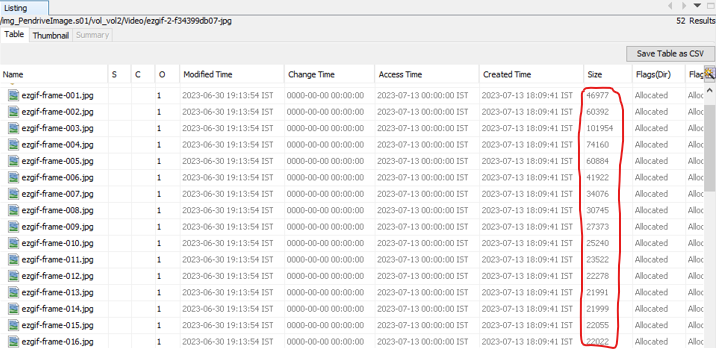 Listing
/img_PendriveImage.s01/vol_vol2/Video/ezgif-2-f34399db07-jpg 52 Results
Table Thumbnail Summary
Save Table as CSV
Name S C O Modified Time Change Time Access Time Created Time Size Flags(Dir) Flag
ezgif-frame-001.jpg 1 2023-06-30 19:13:54 IST 0000-00-00 00:00:00 2023-07-13 00:00:00 IST 2023-07-13 18:09:41 IST 46977 Allocated Alloc
ezgif-frame-002.jpg 1 2023-06-30 19:13:54 IST 0000-00-00 00:00:00 2023-07-13 00:00:00 IST 2023-07-13 18:09:41 IST 60392 Allocated Alloc
ezgif-frame-003.jpg 1 2023-06-30 19:13:54 IST 0000-00-00 00:00:00 2023-07-13 00:00:00 IST 2023-07-13 18:09:41 IST 101954 Allocated Alloc
ezgif-frame-004.jpg 1 2023-06-30 19:13:54 IST 0000-00-00 00:00:00 2023-07-13 00:00:00 IST 2023-07-13 18:09:41 IST 74160 Allocated Alloc
ezgif-frame-005.jpg 1 2023-06-30 19:13:54 IST 0000-00-00 00:00:00 2023-07-13 00:00:00 IST 2023-07-13 18:09:41 IST 60884 Allocated Alloc
ezgif-frame-006.jpg 1 2023-06-30 19:13:54 IST 0000-00-00 00:00:00 2023-07-13 00:00:00 IST 2023-07-13 18:09:41 IST 41922 Allocated Alloc
ezgif-frame-007.jpg 1 2023-06-30 19:13:54 IST 0000-00-00 00:00:00 2023-07-13 00:00:00 IST 2023-07-13 18:09:41 IST 34076 Allocated Alloc
ezgif-frame-008.jpg 1 2023-06-30 19:13:54 IST 0000-00-00 00:00:00 2023-07-13 00:00:00 IST 2023-07-13 18:09:41 IST 30745 Allocated Alloc
ezgif-frame-009.jpg 1 2023-06-30 19:13:54 IST 0000-00-00 00:00:00 2023-07-13 00:00:00 IST 2023-07-13 18:09:41 IST 27373 Allocated Alloc
ezgif-frame-010.jpg 1 2023-06-30 19:13:54 IST 0000-00-00 00:00:00 2023-07-13 00:00:00 IST 2023-07-13 18:09:41 IST 25240 Allocated Alloc
ezgif-frame-011.jpg 1 2023-06-30 19:13:54 IST 0000-00-00 00:00:00 2023-07-13 00:00:00 IST 2023-07-13 18:09:41 IST 23522 Allocated Alloc
ezgif-frame-012.jpg 1 2023-06-30 19:13:54 IST 0000-00-00 00:00:00 2023-07-13 00:00:00 IST 2023-07-13 18:09:41 IST 22278 Allocated Alloc
ezgif-frame-013.jpg 1 2023-06-30 19:13:54 IST 0000-00-00 00:00:00 2023-07-13 00:00:00 IST 2023-07-13 18:09:41 IST 21991 Allocated Alloc
ezgif-frame-014.jpg 1 2023-06-30 19:13:54 IST 0000-00-00 00:00:00 2023-07-13 00:00:00 IST 2023-07-13 18:09:41 IST 21999 Allocated Alloc
ezgif-frame-015.jpg 1 2023-06-30 19:13:54 IST 0000-00-00 00:00:00 2023-07-13 00:00:00 IST 2023-07-13 18:09:41 IST 22055 Allocated Alloc
ezgif-frame-016.jpg 1 2023-06-30 19:13:54 IST 0000-00-00 00:00:00 2023-07-13 00:00:00 IST 2023-07-13 18:09:41 IST 22022 Allocated Alloc